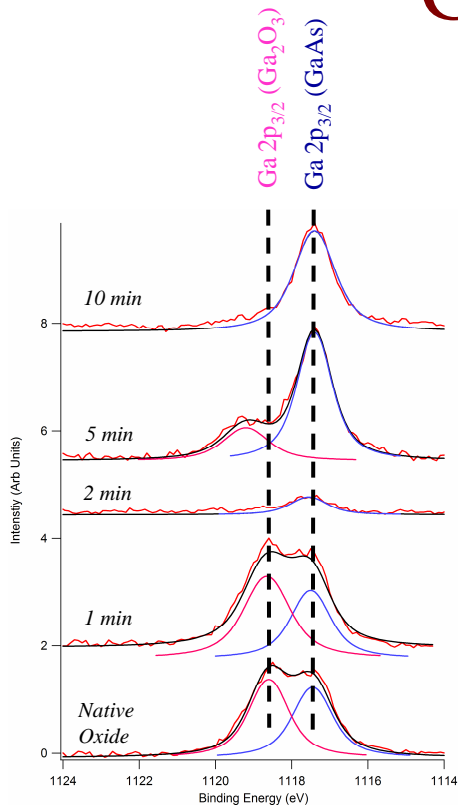 Ga 2p3/2 (Ga2O3)
Ga 2p3/2 (GaAs)
10 min
8
5 min
6
2 min
4
1 min
2
Native
Oxide
0
Intenstiy (Arb Units)
1124 1122 1120 1118 1116 1114
Binding Energy (eV)